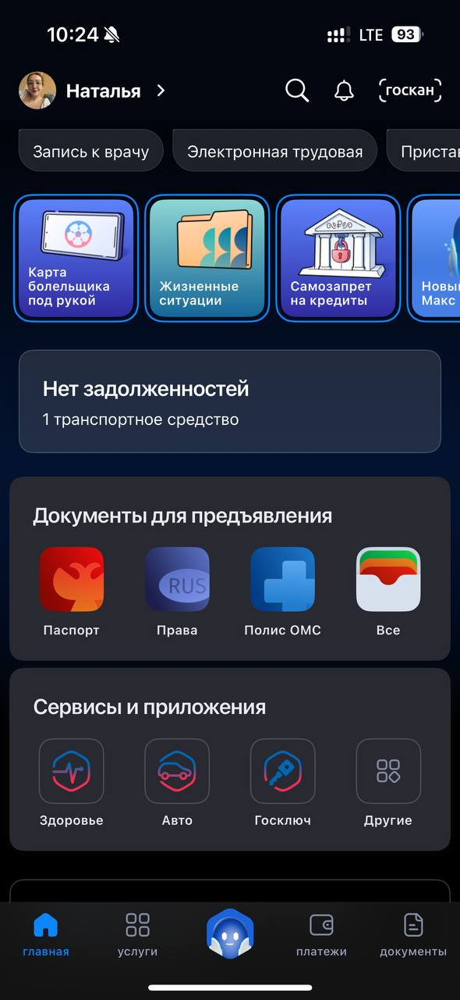 10:24
LTE 93
Наталья
госкан
Запись к врачу
Электронная трудовая
Карта
болельщика
под рукой
Жизненные
ситуации
Самозапрет
на кредиты
Макс
Нет задолженностей
1 транспортное средство
Документы для предъявления
RUS
Паспорт
Права
Полис ОМС
Все
Сервисы и приложения
Здоровье
Авто
Госключ
Другие
главная
услуги
платежи
документы